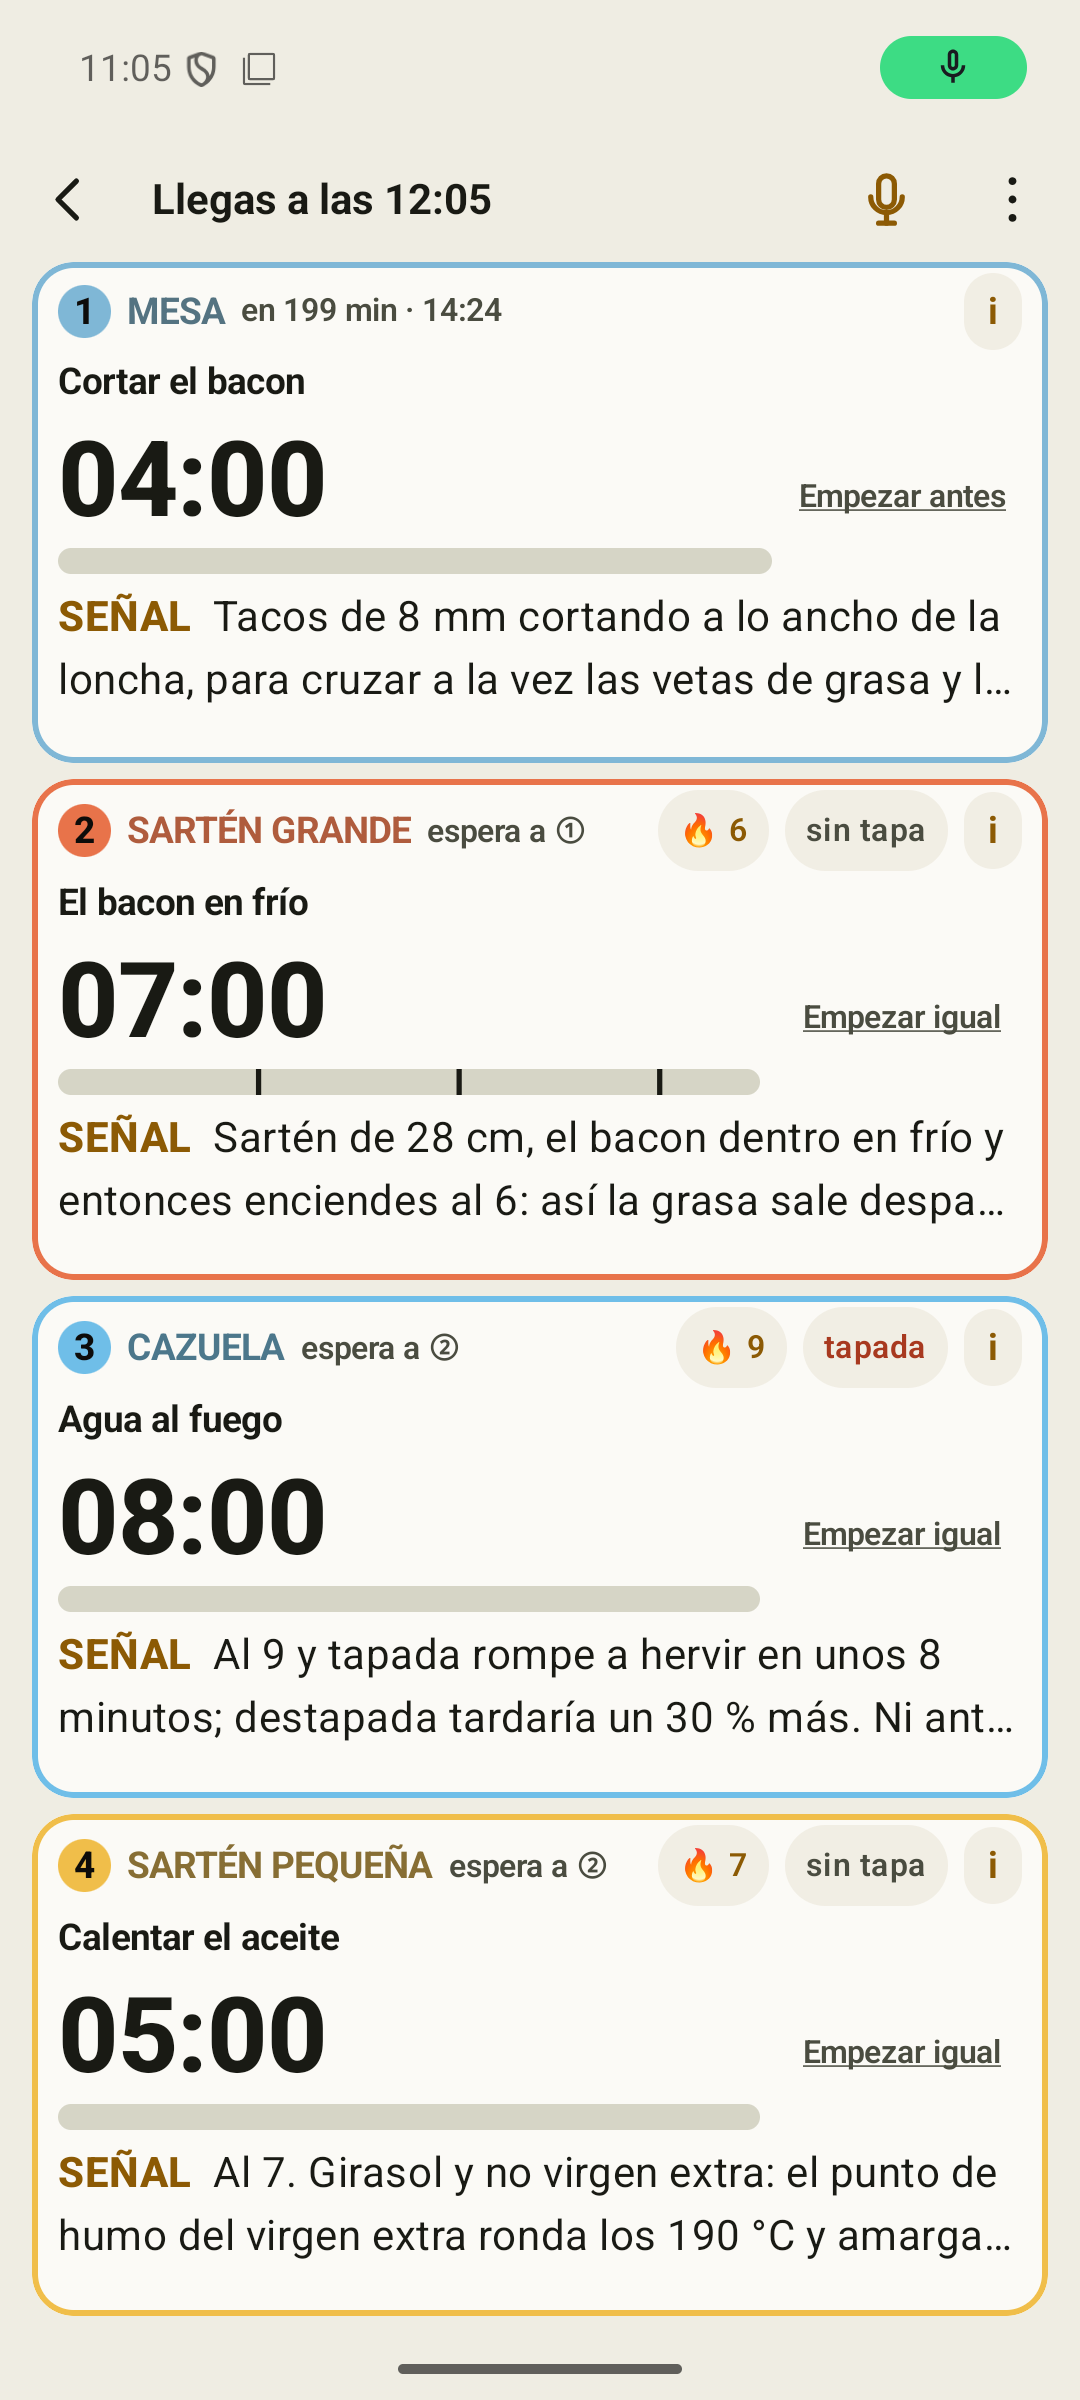 11:05
Llegas a las 12:05
1 MESA en 199 min · 14:24 i
Cortar el bacon
04:00
Empezar antes
SEÑAL Tacos de 8 mm cortando a lo ancho de la
loncha, para cruzar a la vez las vetas de grasa y l…
2 SARTÉN GRANDE espera a ① 🔥 6 sin tapa i
El bacon en frío
07:00
Empezar igual
SEÑAL Sartén de 28 cm, el bacon dentro en frío y
entonces enciendes al 6: así la grasa sale despa…
3 CAZUELA espera a ② 🔥 9 tapada i
Agua al fuego
08:00
Empezar igual
SEÑAL Al 9 y tapada rompe a hervir en unos 8
minutos; destapada tardaría un 30 % más. Ni ant…
4 SARTÉN PEQUEÑA espera a ② 🔥 7 sin tapa i
Calentar el aceite
05:00
Empezar igual
SEÑAL Al 7. Girasol y no virgen extra: el punto de
humo del virgen extra ronda los 190 °C y amarga…